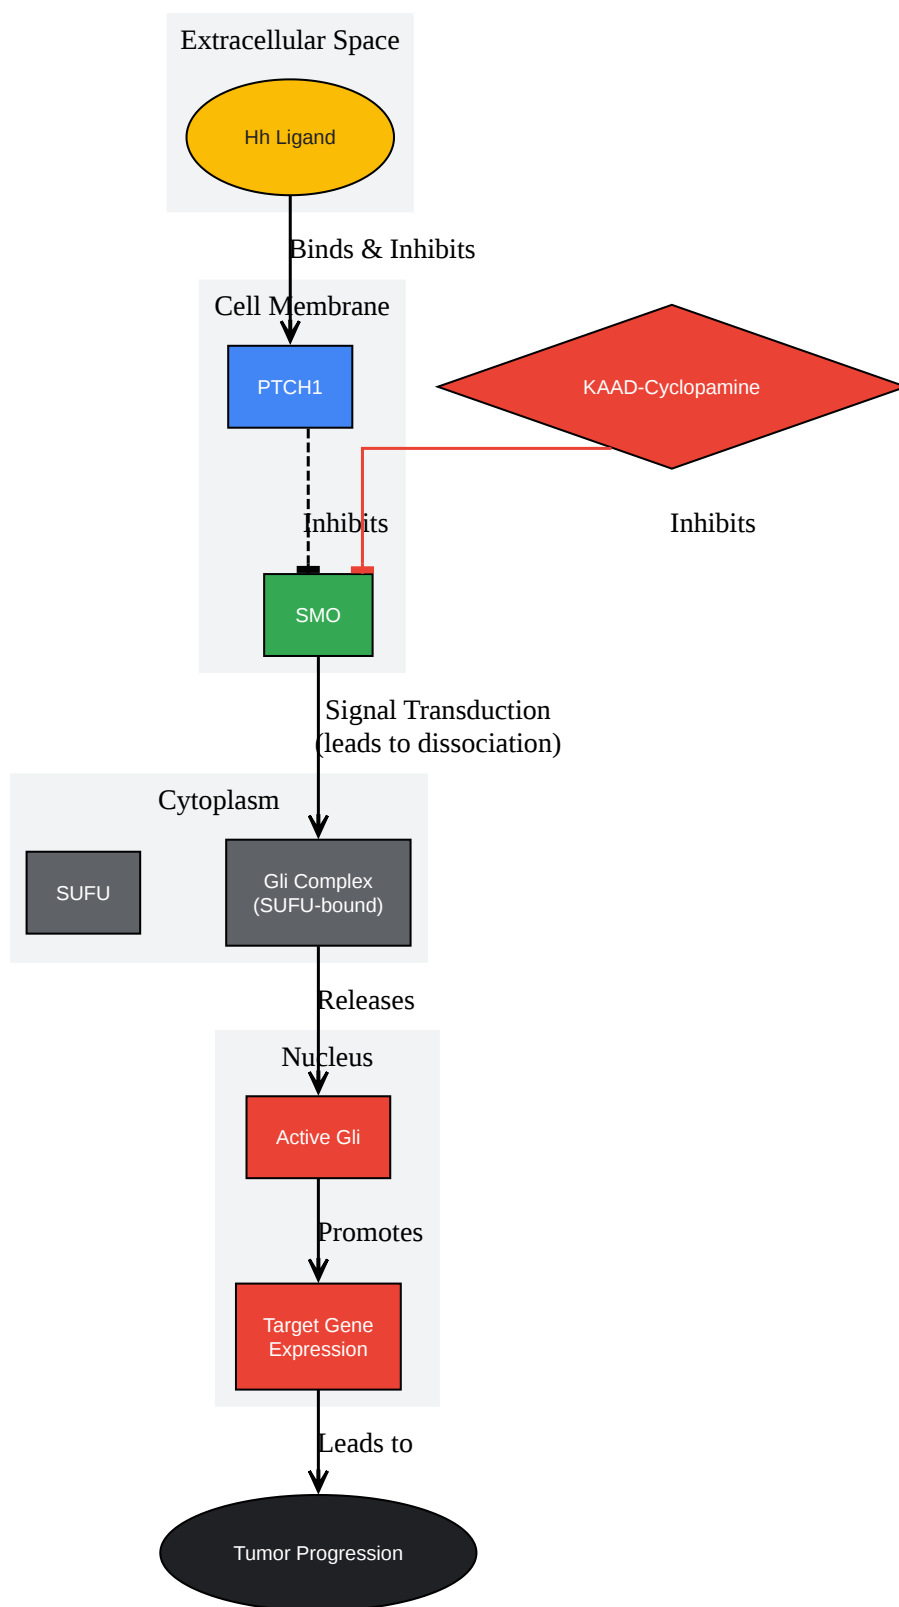 Extracellular Space
Hh Ligand
Binds & Inhibits
Cell Membrane
PTCH1
KAAD-Cyclopamine
Inhibits
Inhibits
SMO
Signal Transduction
(leads to dissociation)
Cytoplasm
SUFU
Gli Complex
(SUFU-bound)
Releases
Nucleus
Active Gli
Promotes
Target Gene
Expression
Leads to
Tumor Progression